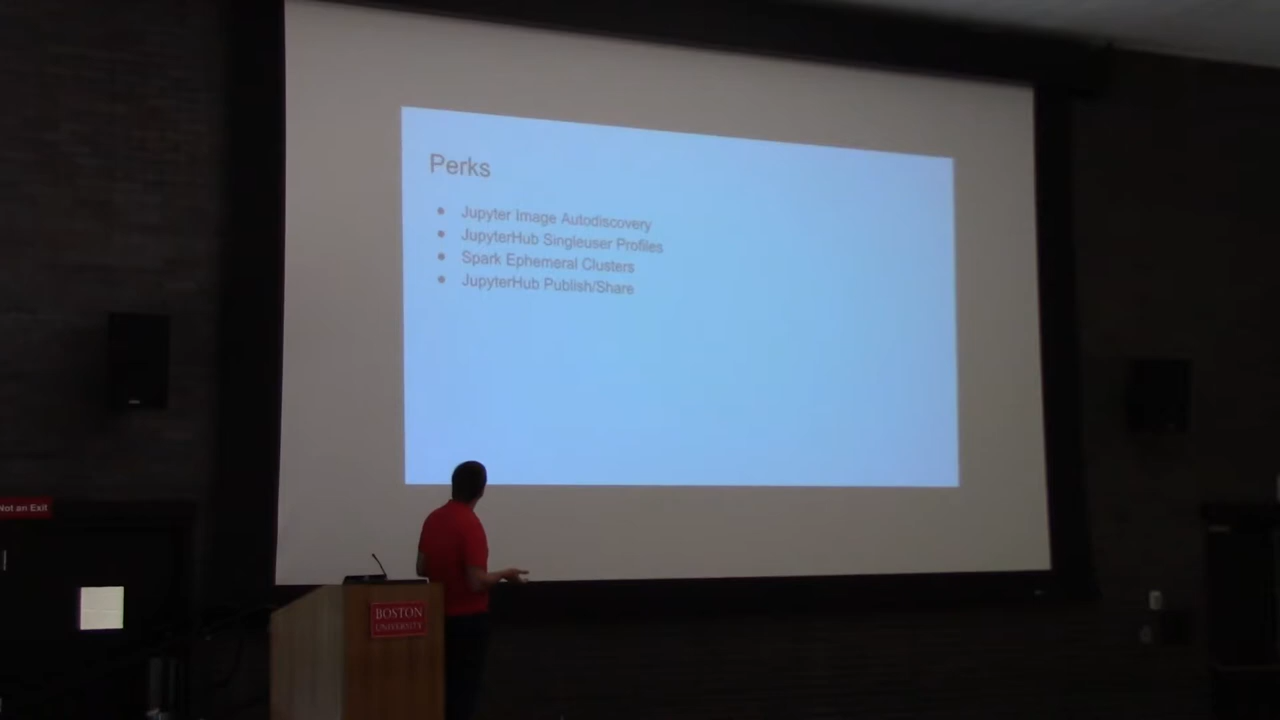 Perks
Jupyter Image Autodiscovery
JupyterHub Singleuser Profiles
Spark Ephemeral Clusters
JupyterHub Publish/Share
Not an Exit
BOSTON
UNIVERSITY